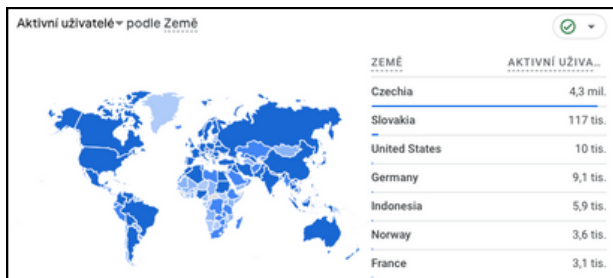 Aktivní uživatelé podle Země
ZEMĚ AKTIVNÍ UŽIVA...
Czechia 4,3 mil.
Slovakia 117 tis.
United States 10 tis.
Germany 9,1 tis.
Indonesia 5,9 tis.
Norway 3,6 tis.
France 3,1 tis.